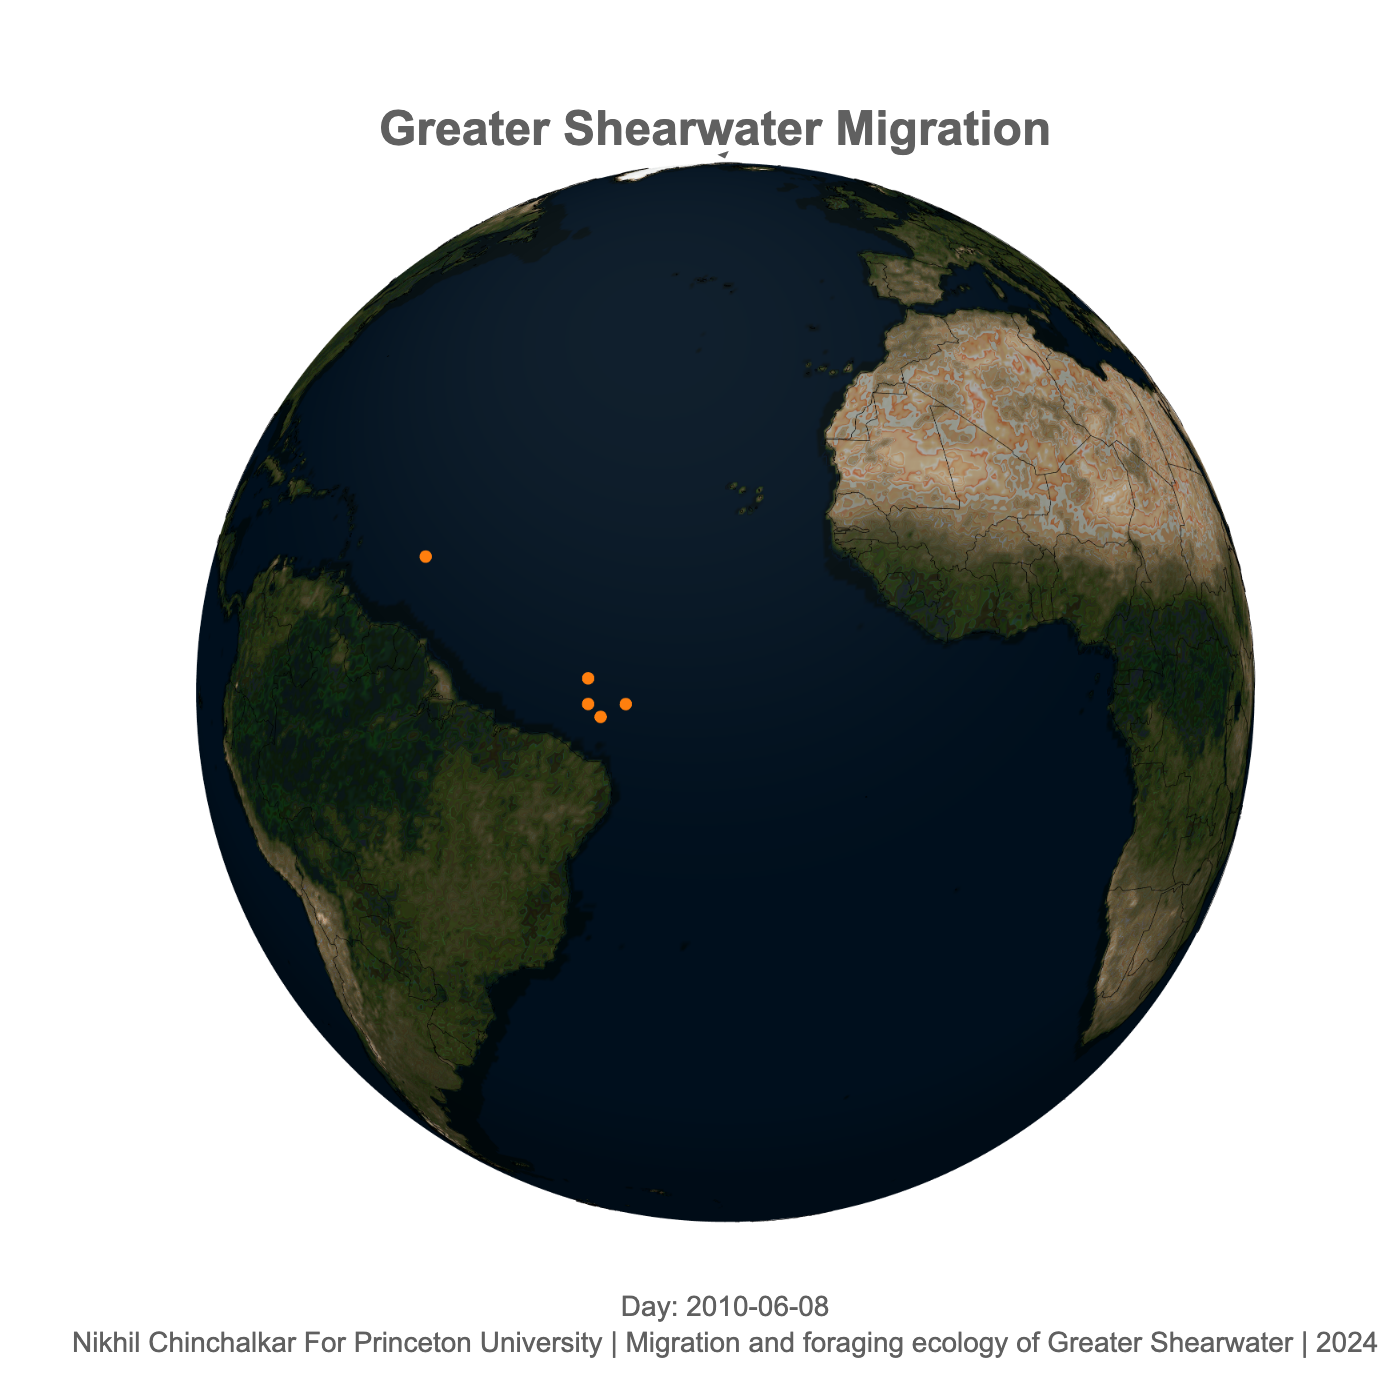 Greater Shearwater Migration
Day: 2010-06-08
Nikhil Chinchalkar For Princeton University | Migration and foraging ecology of Greater Shearwater | 2024